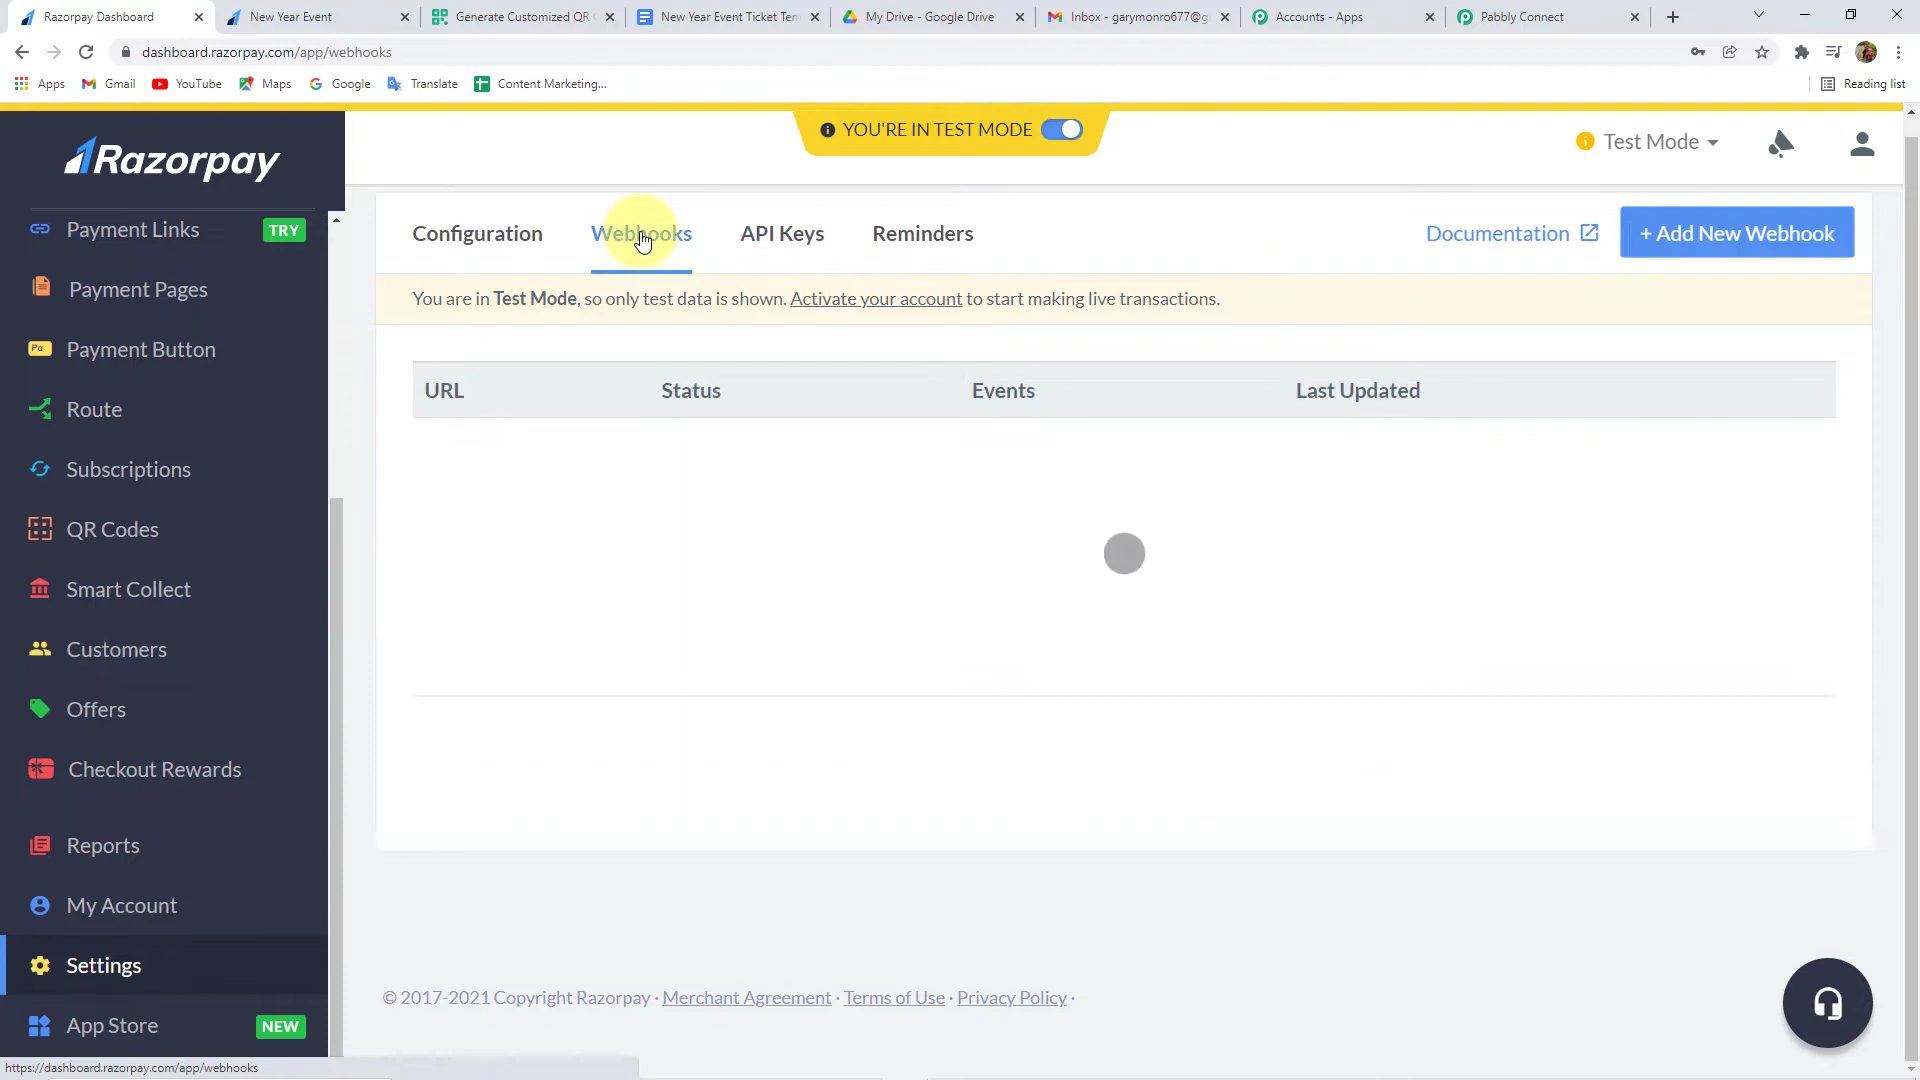 Razorpay Dashboard
New Year Event
Generate Customized QR
New Year Event Ticket Tem
My Drive - Google Drive
Inbox - garymonro677@g
Accounts - Apps
Pabbly Connect
dashboard.razorpay.com/app/webhooks
Apps
Gmail
YouTube
Maps
Google
Translate
Content Marketing...
Reading list
YOU'RE IN TEST MODE
Test Mode
Razorpay
Payment Links
TRY
Payment Pages
Payment Button
Route
Subscriptions
QR Codes
Smart Collect
Customers
Offers
Checkout Rewards
Reports
My Account
Settings
App Store
NEW
Configuration
Webhooks
API Keys
Reminders
Documentation
+ Add New Webhook
You are in Test Mode, so only test data is shown. Activate your account to start making live transactions.
URL
Status
Events
Last Updated
© 2017-2021 Copyright Razorpay · Merchant Agreement · Terms of Use · Privacy Policy ·
https://dashboard.razorpay.com/app/webhooks